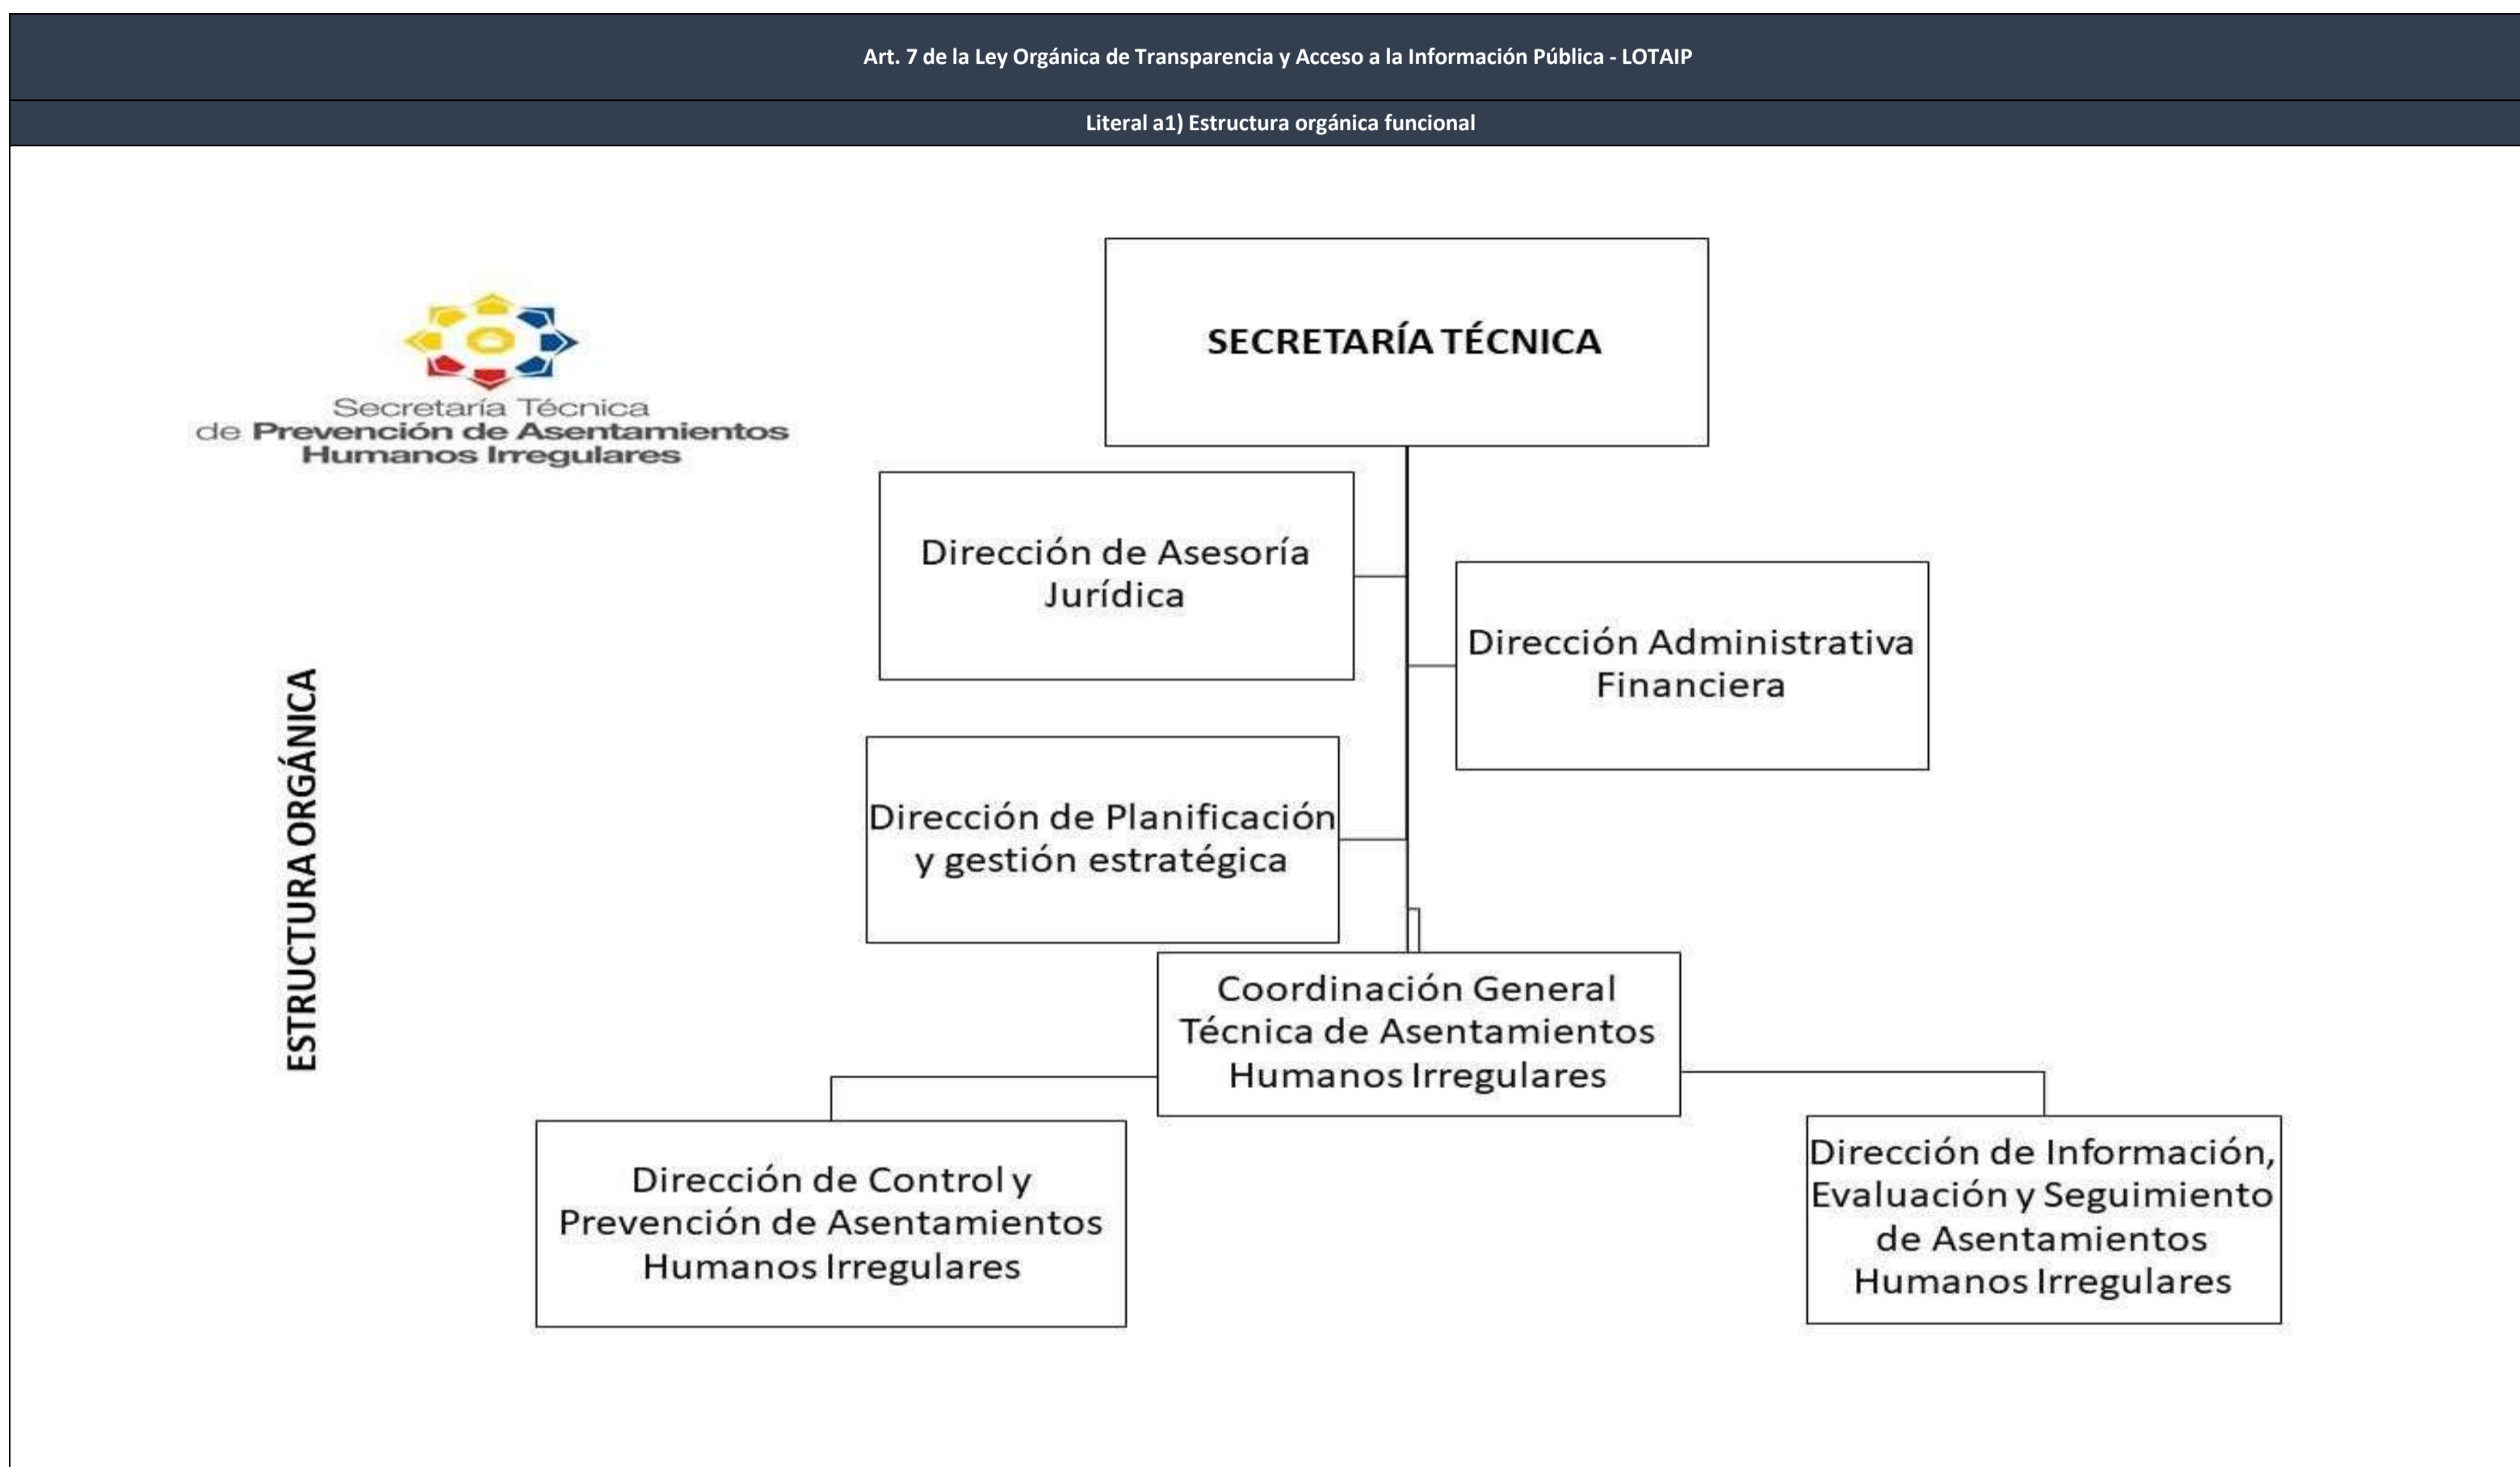 Art. 7 de la Ley Orgánica de Transparencia y Acceso a la Información Pública - LOTAIP
Literal a1) Estructura orgánica funcional
Secretaría Técnica
de Prevención de Asentamientos
Humanos Irregulares
ESTRUCTURA ORGÁNICA
SECRETARÍA TÉCNICA
Dirección de Asesoría
Jurídica
Dirección Administrativa
Financiera
Dirección de Planificación
y gestión estratégica
Coordinación General
Técnica de Asentamientos
Humanos Irregulares
Dirección de Control y
Prevención de Asentamientos
Humanos Irregulares
Dirección de Información,
Evaluación y Seguimiento
de Asentamientos
Humanos Irregulares